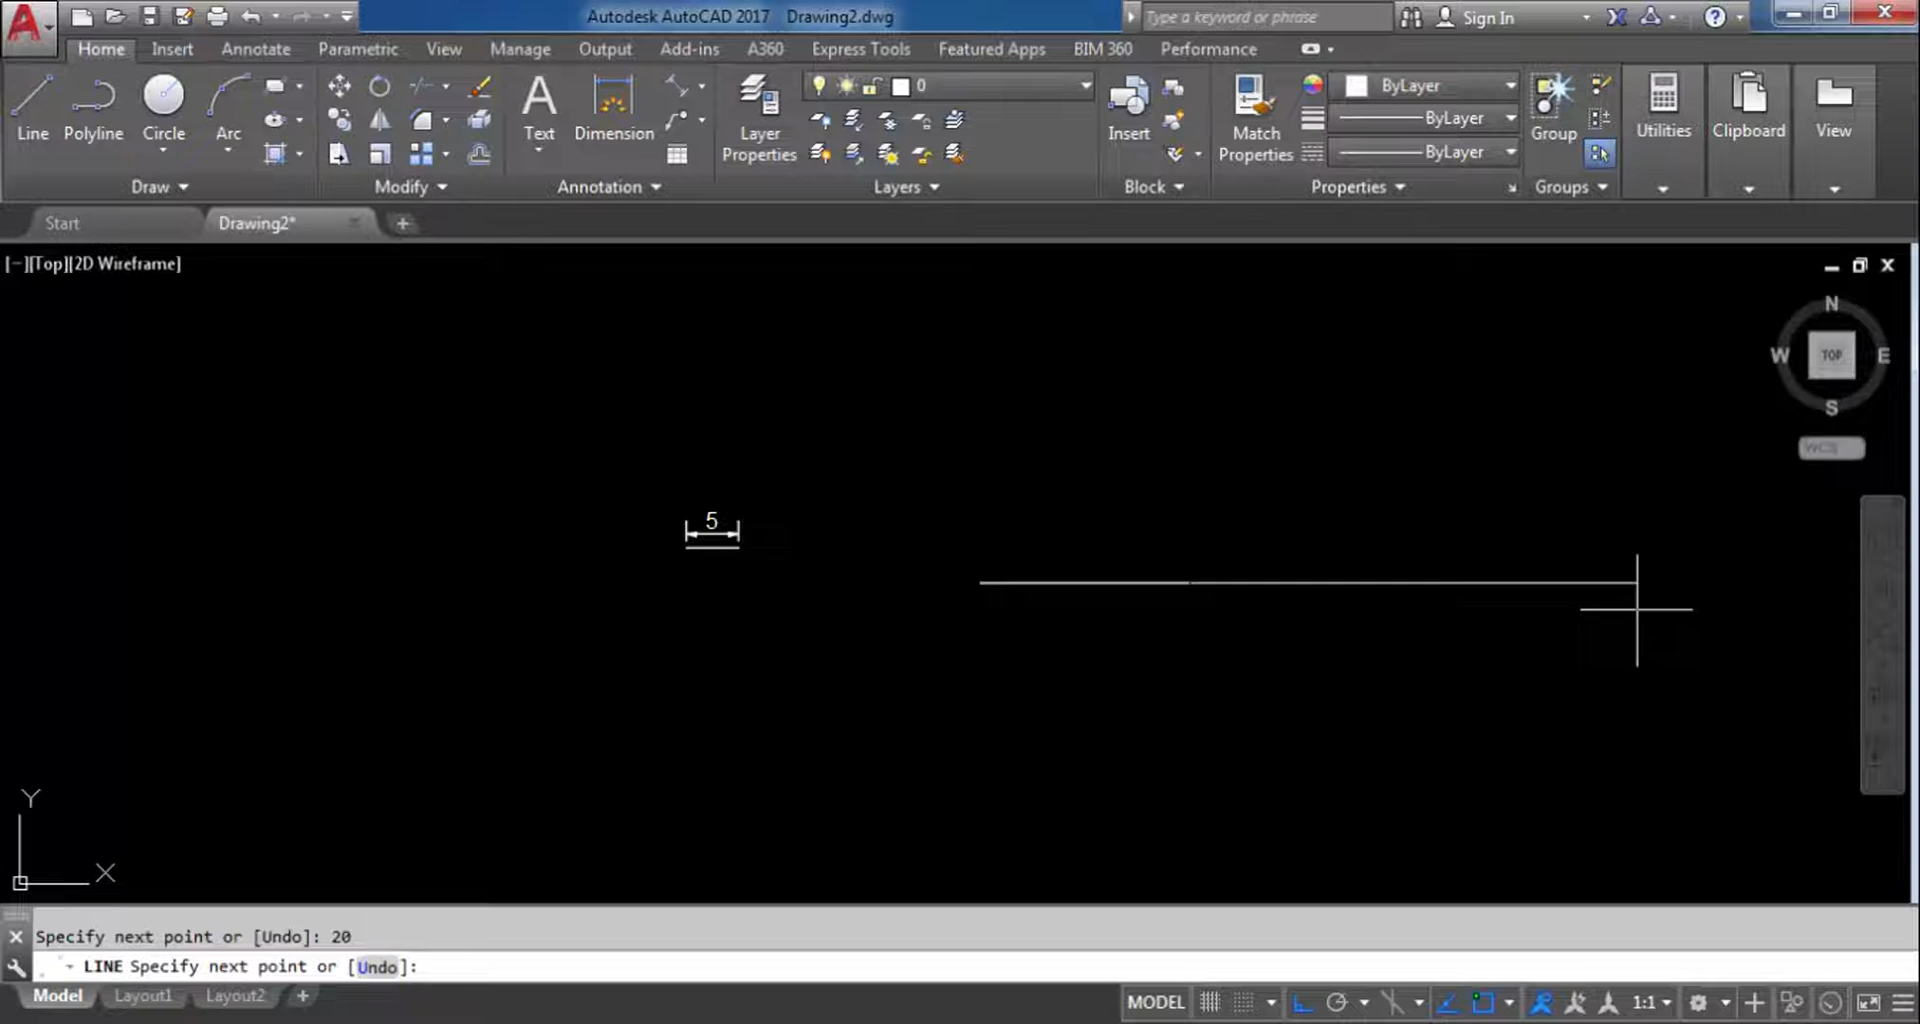 Autodesk AutoCAD 2017 Drawing2.dwg
Type a keyword or phrase
Sign In
Home Insert Annotate Parametric View Manage Output Add-ins A360 Express Tools Featured Apps BIM 360 Performance
0
ByLayer
ByLayer
ByLayer
Line Polyline Circle Arc
Text Dimension
Layer Properties
Insert
Match Properties
Group
Utilities Clipboard View
Draw Modify Annotation Layers Block Properties Groups
Start Drawing2*
[−][Top][2D Wireframe]
N
W TOP E
S
WCS
5
Y
X
Specify next point or [Undo]: 20
LINE Specify next point or [Undo]:
Model Layout1 Layout2 +
MODEL 1:1